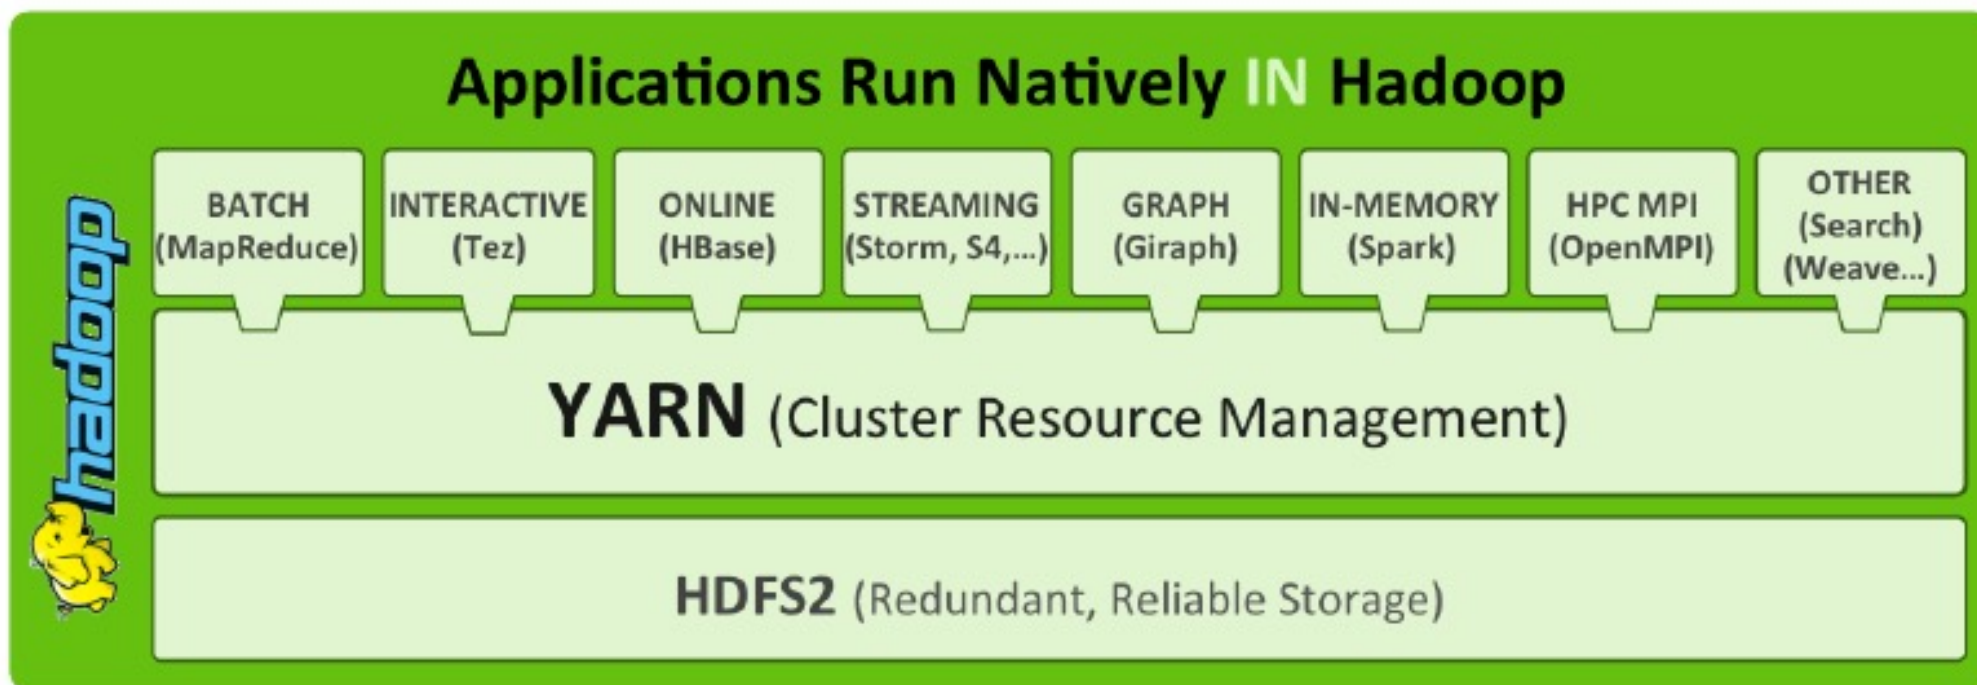 Applications Run Natively IN Hadoop
BATCH
(MapReduce)
INTERACTIVE
(Tez)
ONLINE
(HBase)
STREAMING
(Storm, S4,...)
GRAPH
(Giraph)
IN-MEMORY
(Spark)
HPC MPI
(OpenMPI)
OTHER
(Search)
(Weave...)
hadoop
YARN (Cluster Resource Management)
HDFS2 (Redundant, Reliable Storage)